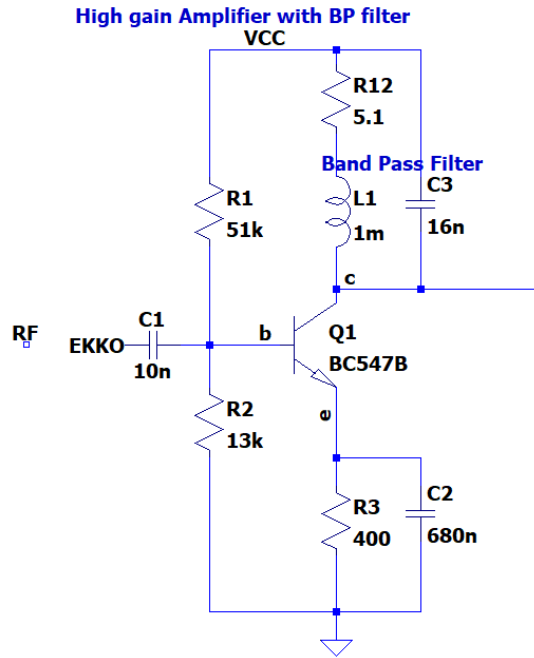 High gain Amplifier with BP filter
VCC
R12
5.1
Band Pass Filter
R1
51k
L1
1m
C3
16n
c
RF
EKKO
C1
10n
b
Q1
BC547B
R2
13k
e
R3
400
C2
680n